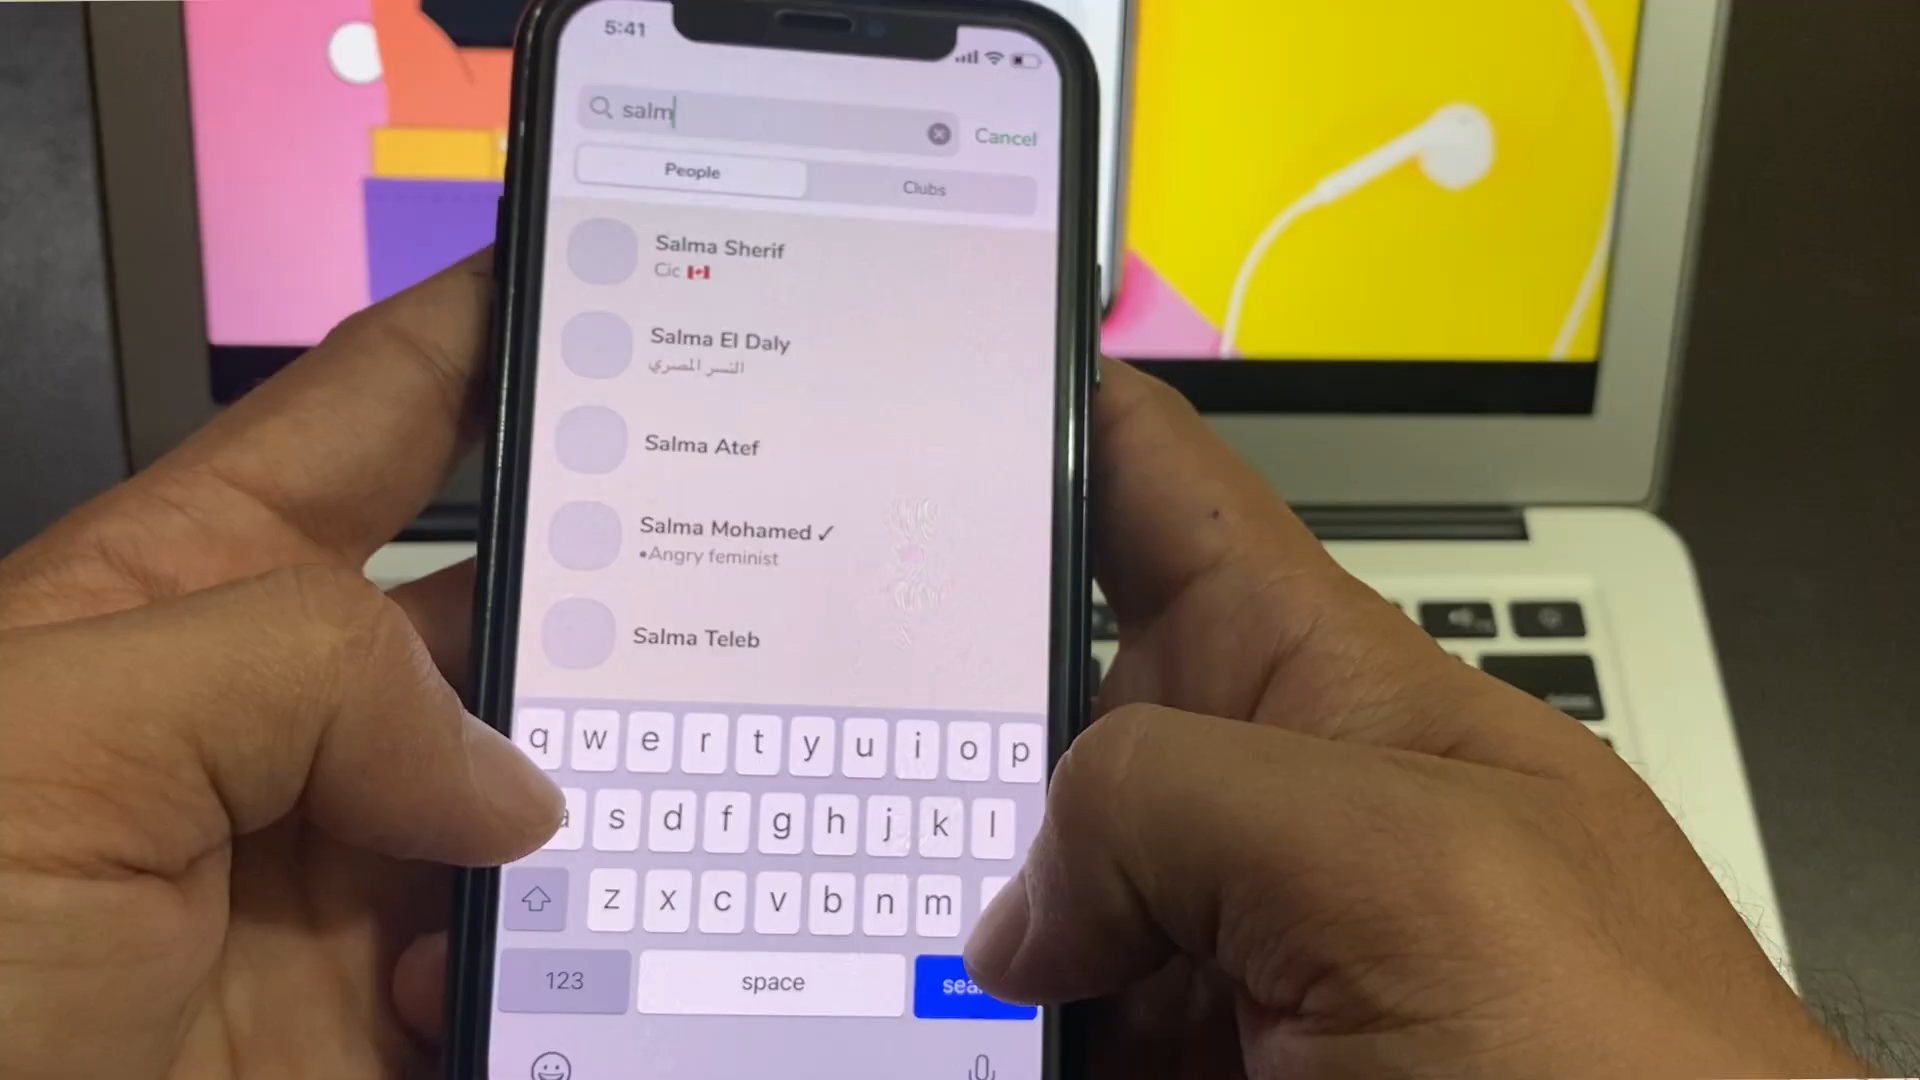 5:41
salm
Cancel
People
Clubs
Salma Sherif
Cic 🇨🇦
Salma El Daly
النسر المصري
Salma Atef
Salma Mohamed ✓
•Angry feminist
Salma Teleb
q w e r t y u i o p
a s d f g h j k l
z x c v b n m
123
space